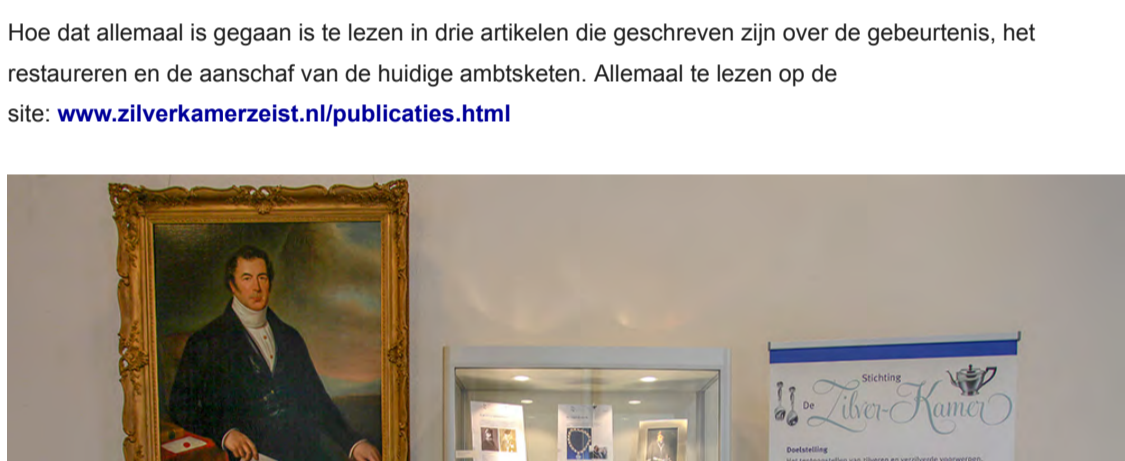 Hoe dat allemaal is gegaan is te lezen in drie artikelen die geschreven zijn over de gebeurtenis, het
restaureren en de aanschaf van de huidige ambtsketen. Allemaal te lezen op de
site: www.zilverkamerzeist.nl/publicaties.html
Stichting
De Zilver-Kamer
Doelstelling